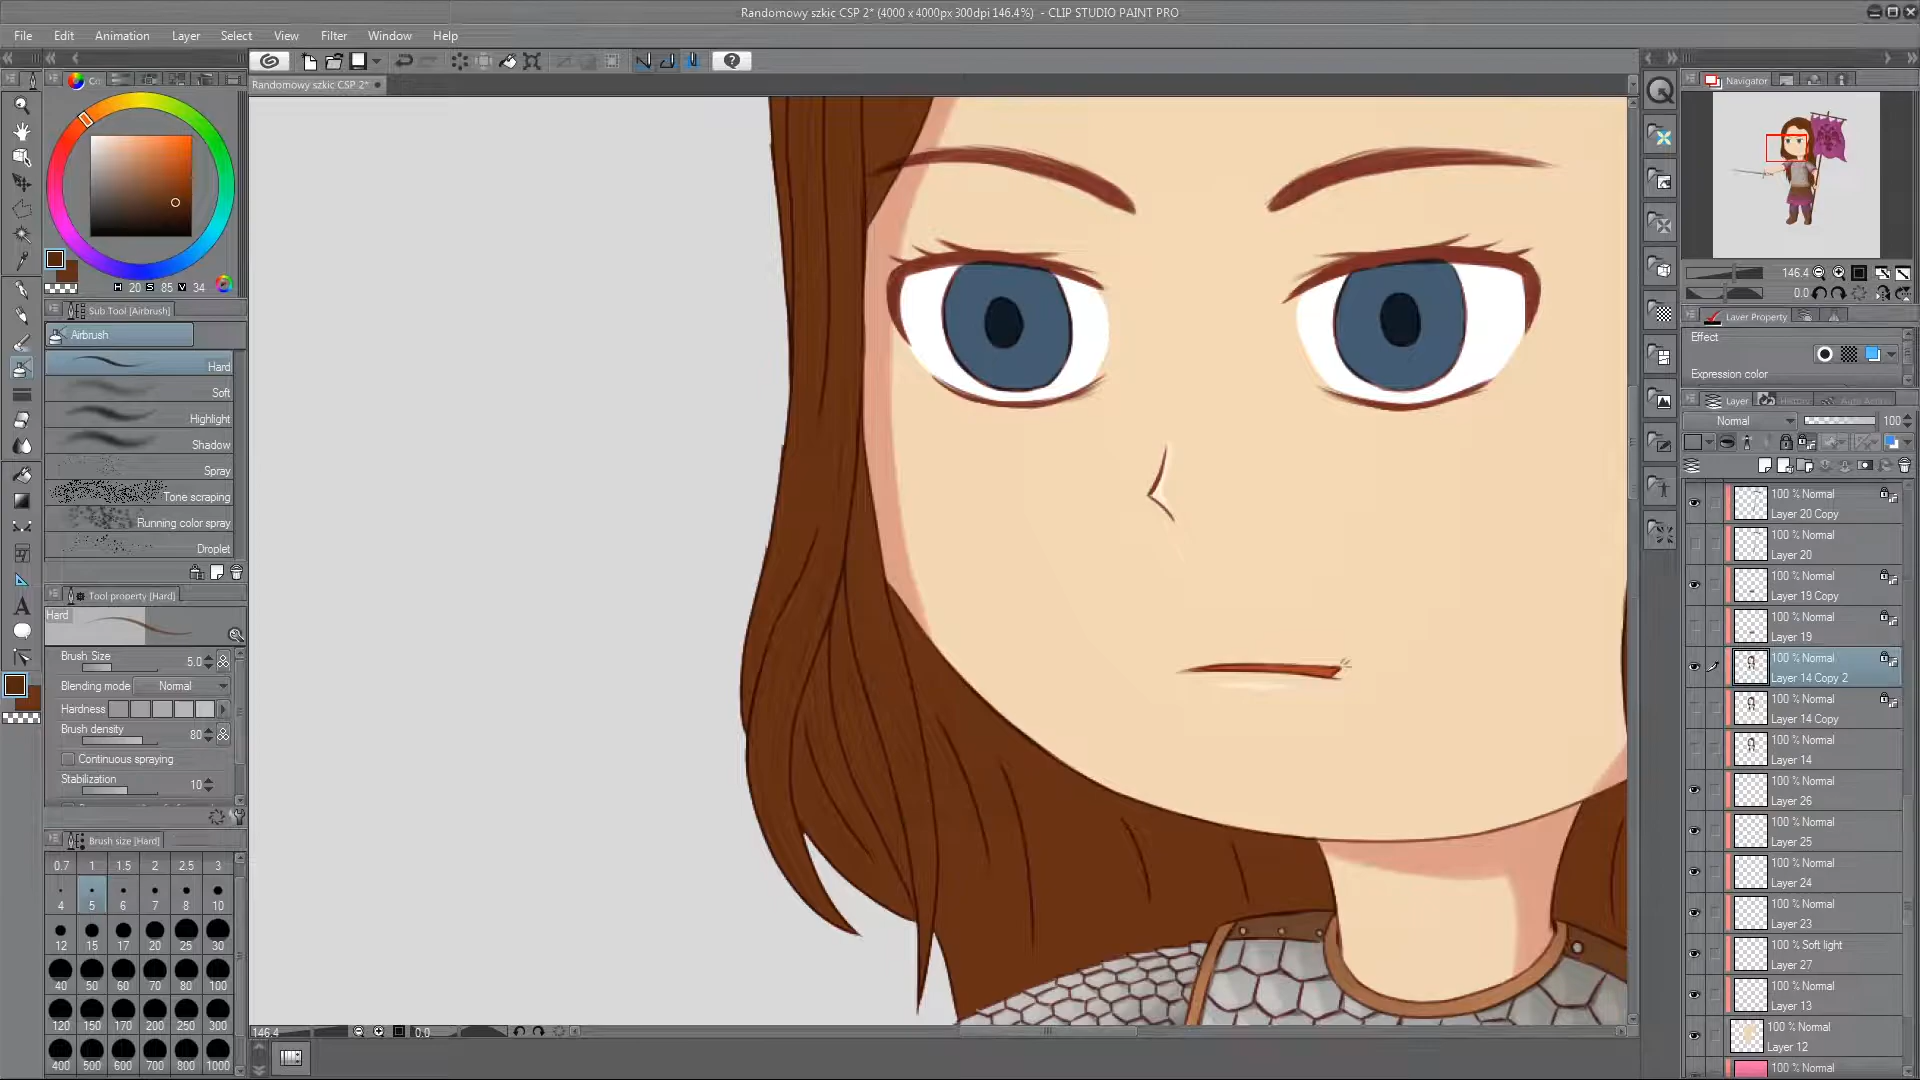 Randomowy szkic CSP 2* (4000 x 4000px 300dpi 146.4%) - CLIP STUDIO PAINT PRO
File Edit Animation Layer Select View Filter Window Help
Randomowy szkic CSP 2*
Co
H 20 S 85 V 34
Sub Tool [Airbrush]
Airbrush
Hard
Soft
Highlight
Shadow
Spray
Tone scraping
Running color spray
Droplet
Tool property [Hard]
Hard
Brush Size 5.0
Blending mode Normal
Hardness
Brush density 80
Continuous spraying
Stabilization 10
Brush size [Hard]
0.7 1 1.5 2 2.5 3
4 5 6 7 8 10
12 15 17 20 25 30
40 50 60 70 80 100
120 150 170 200 250 300
400 500 600 700 800 1000
146.4 0.0
Navigator
146.4
0.0
Layer Property
Effect
Expression color
Layer History Auto Action
Normal 100
100 % Normal
Layer 20 Copy
100 % Normal
Layer 20
100 % Normal
Layer 19 Copy
100 % Normal
Layer 19
100 % Normal
Layer 14 Copy 2
100 % Normal
Layer 14 Copy
100 % Normal
Layer 14
100 % Normal
Layer 26
100 % Normal
Layer 25
100 % Normal
Layer 24
100 % Normal
Layer 23
100 % Soft light
Layer 27
100 % Normal
Layer 13
100 % Normal
Layer 12
100 % Normal